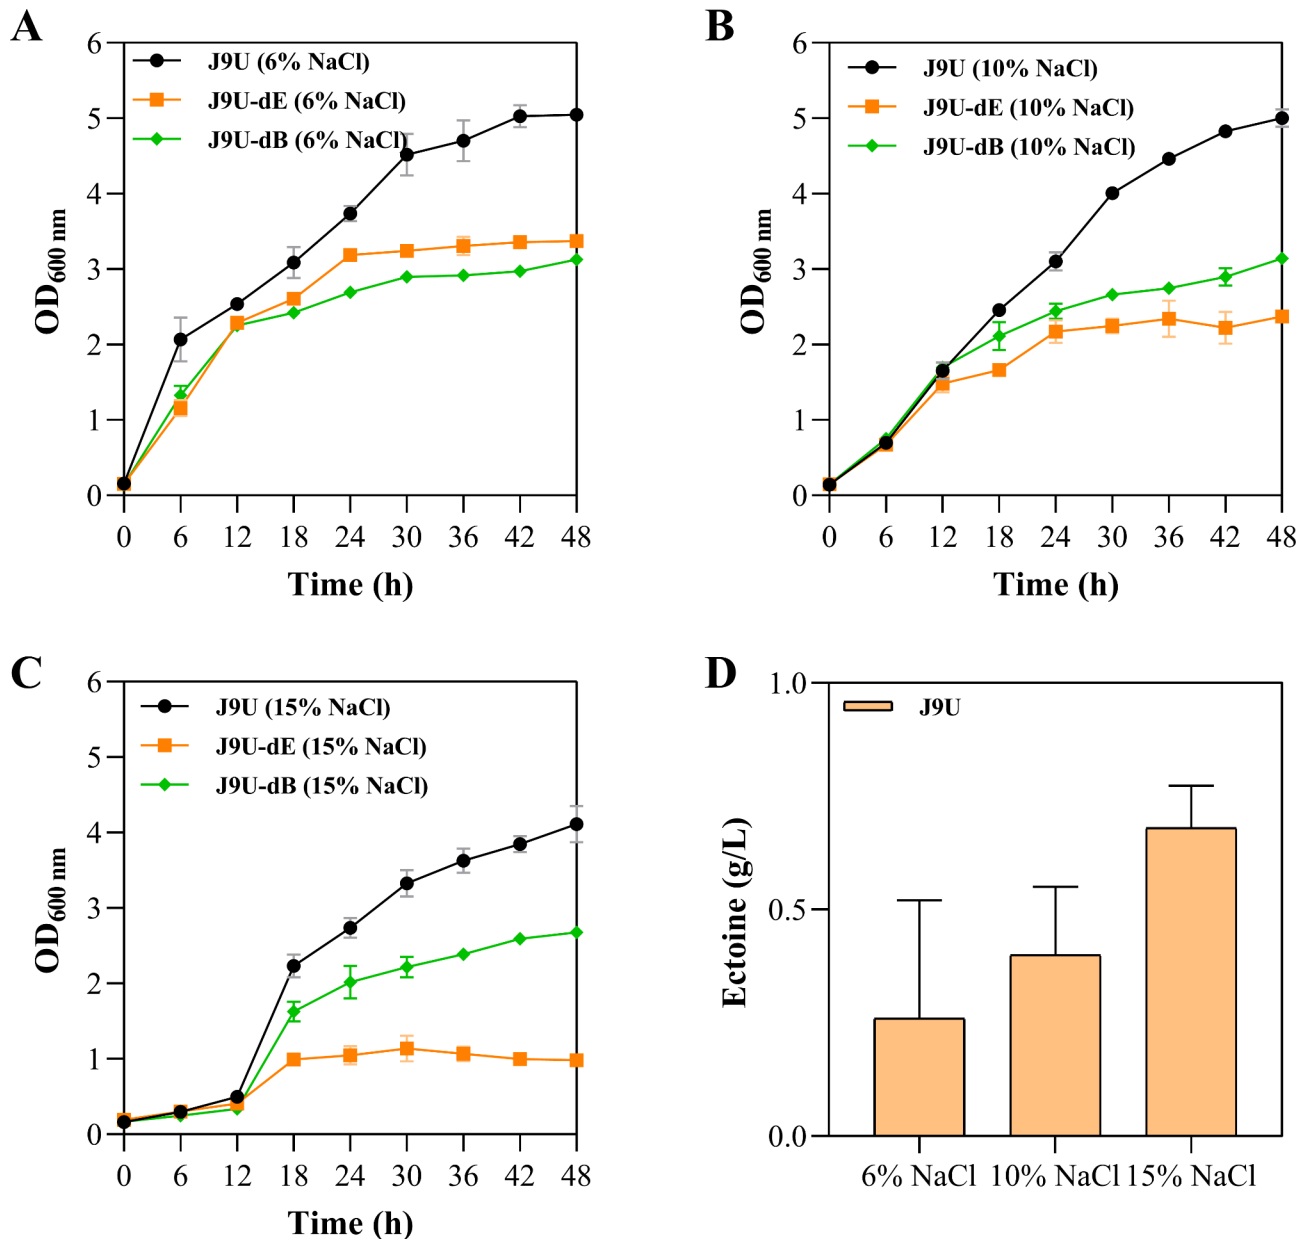 A
6
5
4
3
2
1
0
OD600 nm
J9U (6% NaCl)
J9U-dE (6% NaCl)
J9U-dB (6% NaCl)
0 6 12 18 24 30 36 42 48
Time (h)
B
6
5
4
3
2
1
0
OD600 nm
J9U (10% NaCl)
J9U-dE (10% NaCl)
J9U-dB (10% NaCl)
0 6 12 18 24 30 36 42 48
Time (h)
C
6
5
4
3
2
1
0
OD600 nm
J9U (15% NaCl)
J9U-dE (15% NaCl)
J9U-dB (15% NaCl)
0 6 12 18 24 30 36 42 48
Time (h)
D
1.0
0.5
0.0
Ectoine (g/L)
J9U
6% NaCl 10% NaCl 15% NaCl